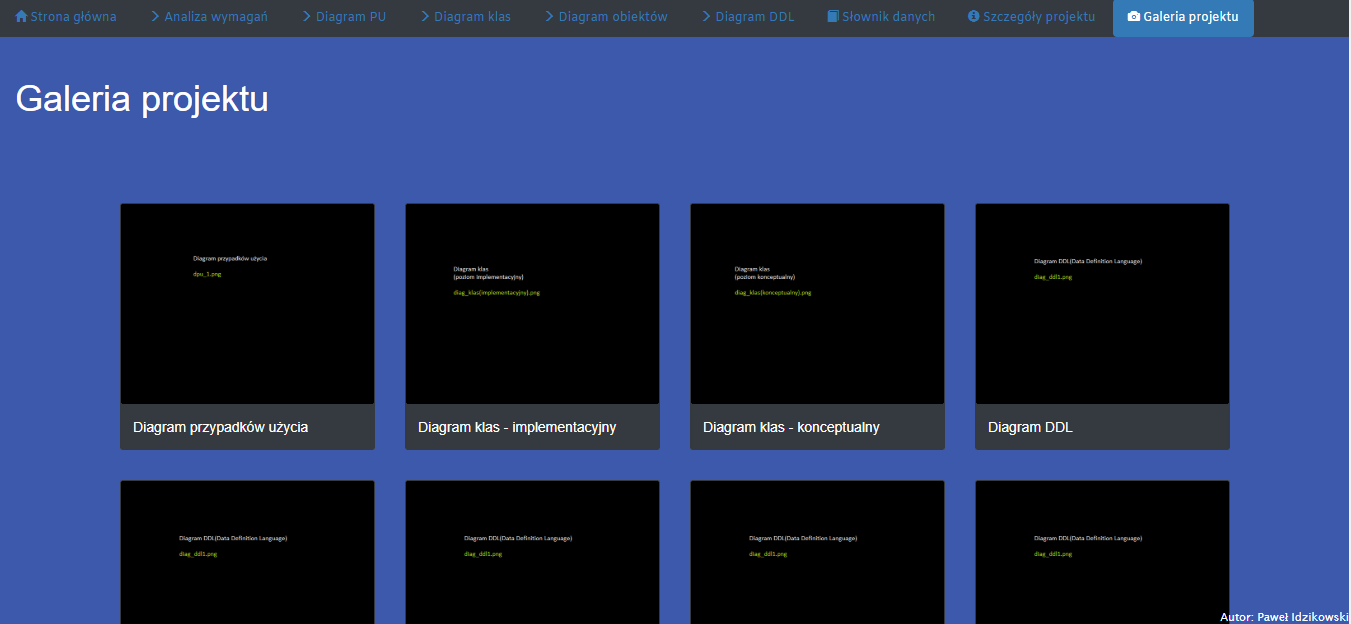 Strona główna
Analiza wymagań
Diagram PU
Diagram klas
Diagram obiektów
Diagram DDL
Słownik danych
Szczegóły projektu
Galeria projektu
Galeria projektu
Diagram przypadków użycia
dpu_1.png
Diagram klas
(poziom implementacyjny)
diag_klas(implementacyjny).png
Diagram klas
(poziom konceptualny)
diag_klas(konceptualny).png
Diagram DDL(Data Definition Language)
diag_ddl1.png
Diagram przypadków użycia
Diagram klas - implementacyjny
Diagram klas - konceptualny
Diagram DDL
Diagram DDL(Data Definition Language)
diag_ddl1.png
Diagram DDL(Data Definition Language)
diag_ddl1.png
Diagram DDL(Data Definition Language)
diag_ddl1.png
Diagram DDL(Data Definition Language)
diag_ddl1.png
Autor: Paweł Idzikowski